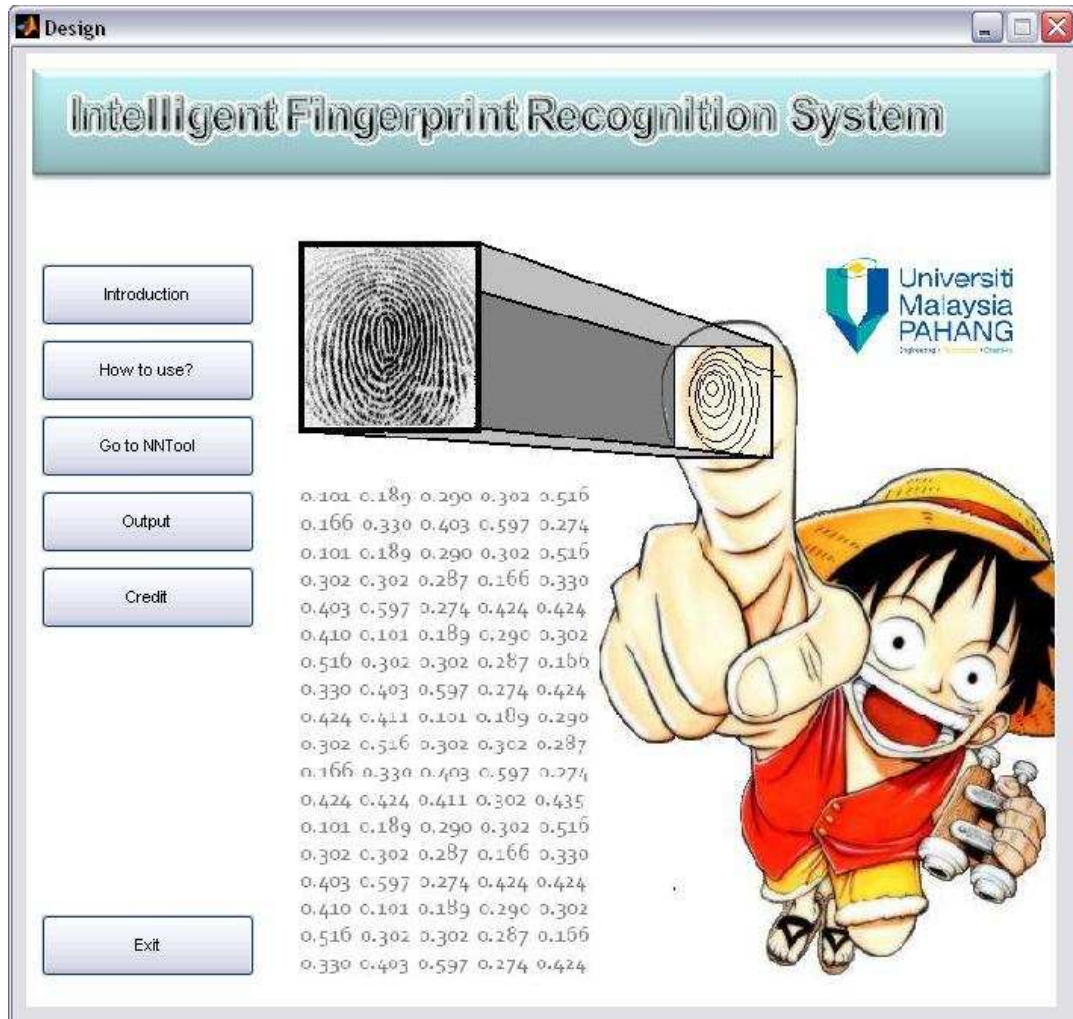 Design
Intelligent Fingerprint Recognition System
Introduction
How to use?
Go to NNTool
Output
Credit
Exit
Universiti
Malaysia
PAHANG
0.101 0.189 0.290 0.302 0.516
0.166 0.330 0.403 0.597 0.274
0.101 0.189 0.290 0.302 0.516
0.302 0.302 0.287 0.166 0.330
0.403 0.597 0.274 0.424 0.424
0.410 0.101 0.189 0.290 0.302
0.516 0.302 0.302 0.287 0.166
0.330 0.403 0.597 0.274 0.424
0.424 0.411 0.101 0.189 0.290
0.302 0.516 0.302 0.302 0.287
0.166 0.330 0.403 0.597 0.274
0.424 0.424 0.411 0.302 0.435
0.101 0.189 0.290 0.302 0.516
0.302 0.302 0.287 0.166 0.330
0.403 0.597 0.274 0.424 0.424
0.410 0.101 0.189 0.290 0.302
0.516 0.302 0.302 0.287 0.166
0.330 0.403 0.597 0.274 0.424